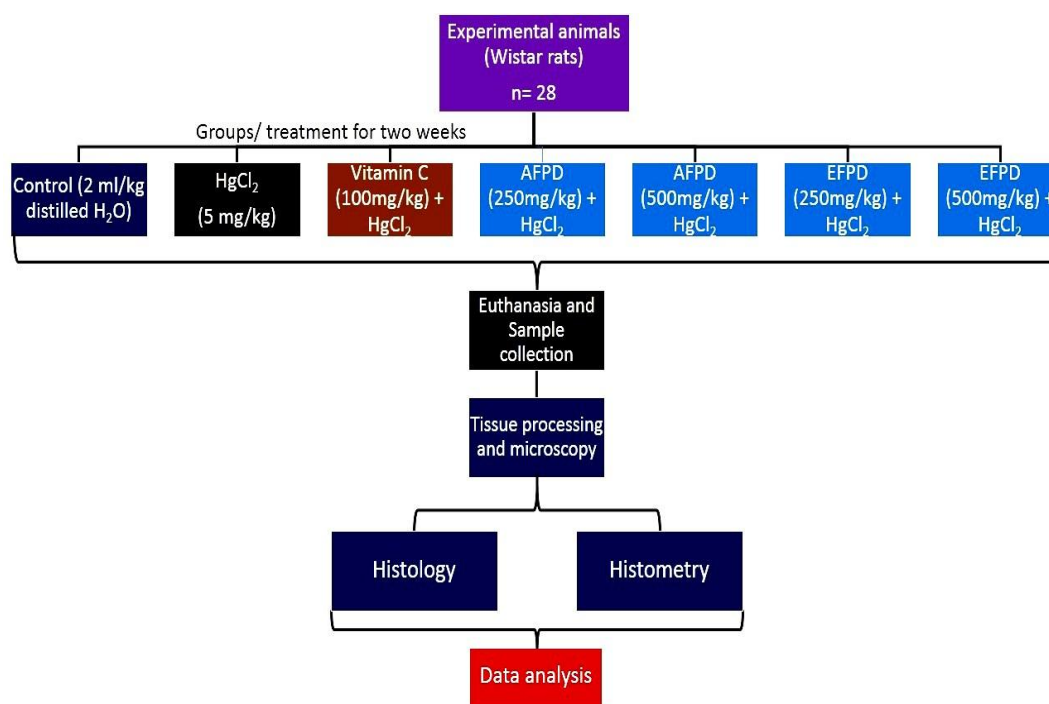 Experimental animals
(Wistar rats)
n= 28
Groups/ treatment for two weeks
Control (2 ml/kg
distilled H₂O)
HgCl₂
(5 mg/kg)
Vitamin C
(100mg/kg) +
HgCl₂
AFPD
(250mg/kg) +
HgCl₂
AFPD
(500mg/kg) +
HgCl₂
EFPD
(250mg/kg) +
HgCl₂
EFPD
(500mg/kg) +
HgCl₂
Euthanasia and
Sample
collection
Tissue processing
and microscopy
Histology
Histometry
Data analysis